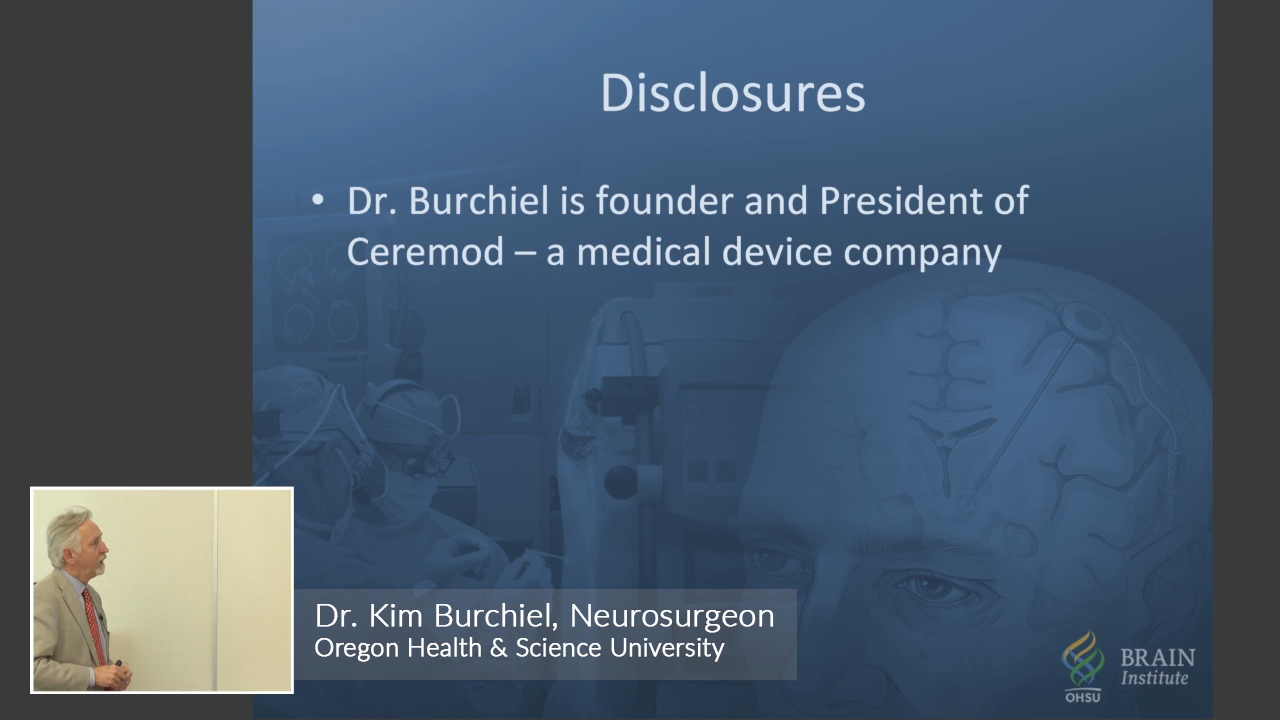 Disclosures
• Dr. Burchiel is founder and President of
Ceremod – a medical device company
Dr. Kim Burchiel, Neurosurgeon
Oregon Health & Science University
BRAIN
Institute
OHSU